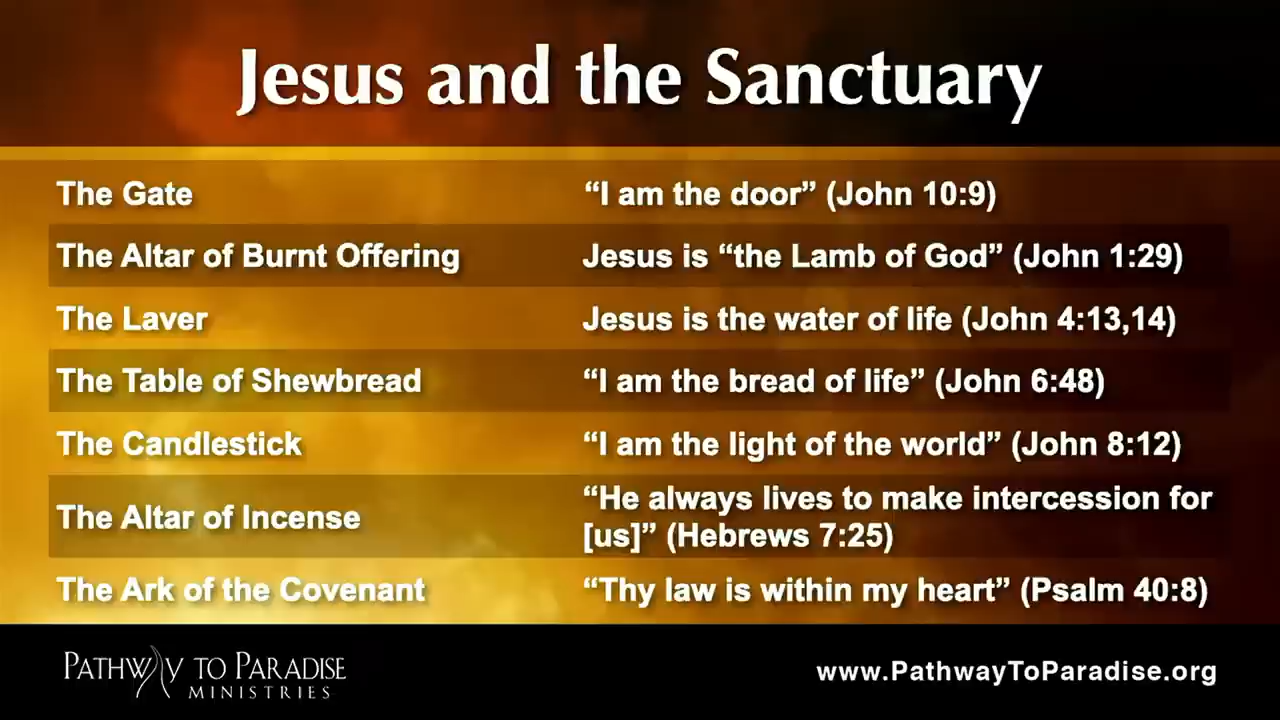 Jesus and the Sanctuary
The Gate “I am the door” (John 10:9)
The Altar of Burnt Offering Jesus is “the Lamb of God” (John 1:29)
The Laver Jesus is the water of life (John 4:13,14)
The Table of Shewbread “I am the bread of life” (John 6:48)
The Candlestick “I am the light of the world” (John 8:12)
The Altar of Incense “He always lives to make intercession for
[us]” (Hebrews 7:25)
The Ark of the Covenant “Thy law is within my heart” (Psalm 40:8)
PATHWAY TO PARADISE
MINISTRIES
www.PathwayToParadise.org